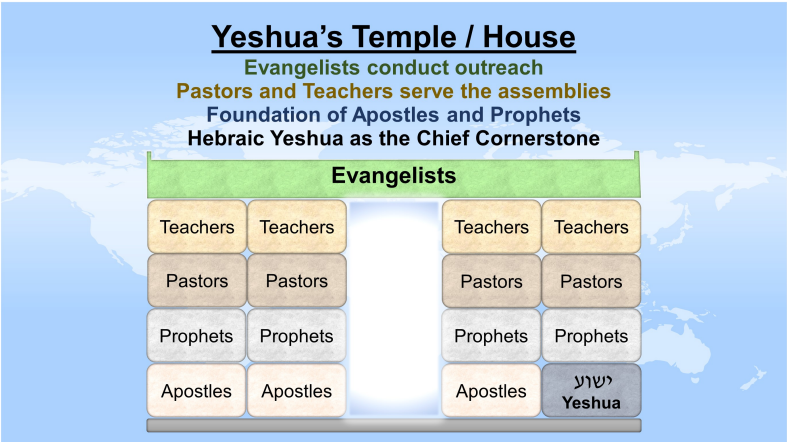 Yeshua's Temple / House
Evangelists conduct outreach
Pastors and Teachers serve the assemblies
Foundation of Apostles and Prophets
Hebraic Yeshua as the Chief Cornerstone
Evangelists
Teachers Teachers Teachers Teachers
Pastors Pastors Pastors Pastors
Prophets Prophets Prophets Prophets
Apostles Apostles Apostles ישוע
Yeshua